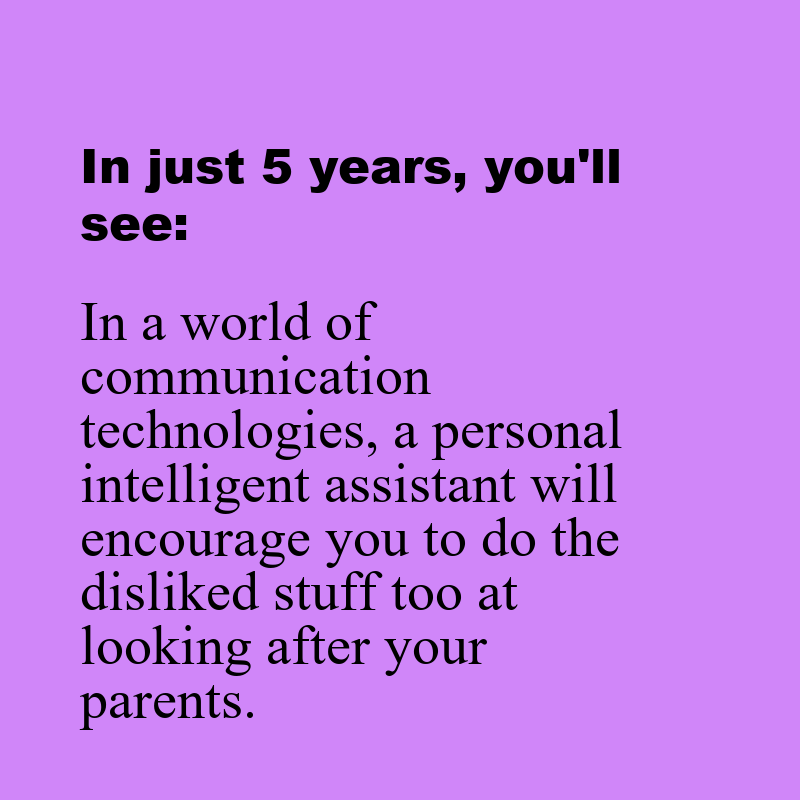 In just 5 years, you'll
see:
In a world of
communication
technologies, a personal
intelligent assistant will
encourage you to do the
disliked stuff too at
looking after your
parents.